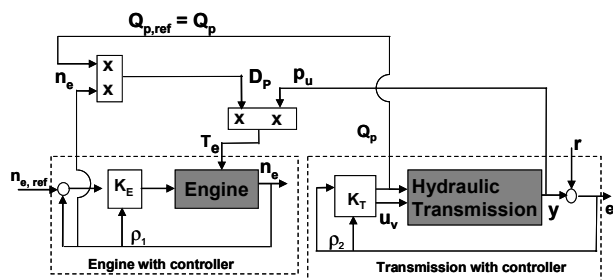 Q_p,ref = Q_p
n_e
x
x
D_P
p_u
x x
T_e
Q_p
r
n_e, ref
K_E
Engine
n_e
K_T
u_v
Hydraulic
Transmission
y
e
ρ_1
ρ_2
Engine with controller
Transmission with controller